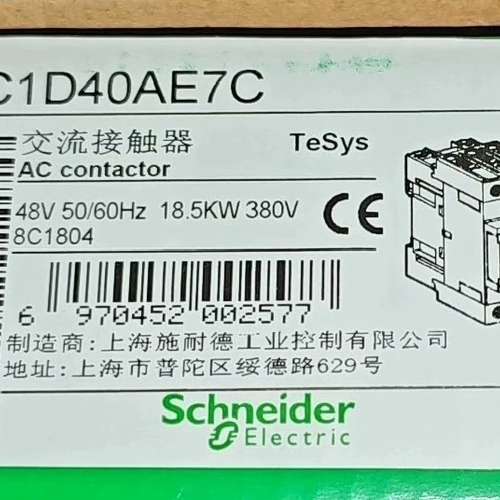 C1D40AE7C
交流接触器 TeSys
AC contactor
48V 50/60Hz 18.5KW 380V CE
8C1804
6 970452 002577
制造商:上海施耐德工业控制有限公司
地址:上海市普陀区绥德路629号
Schneider
Electric